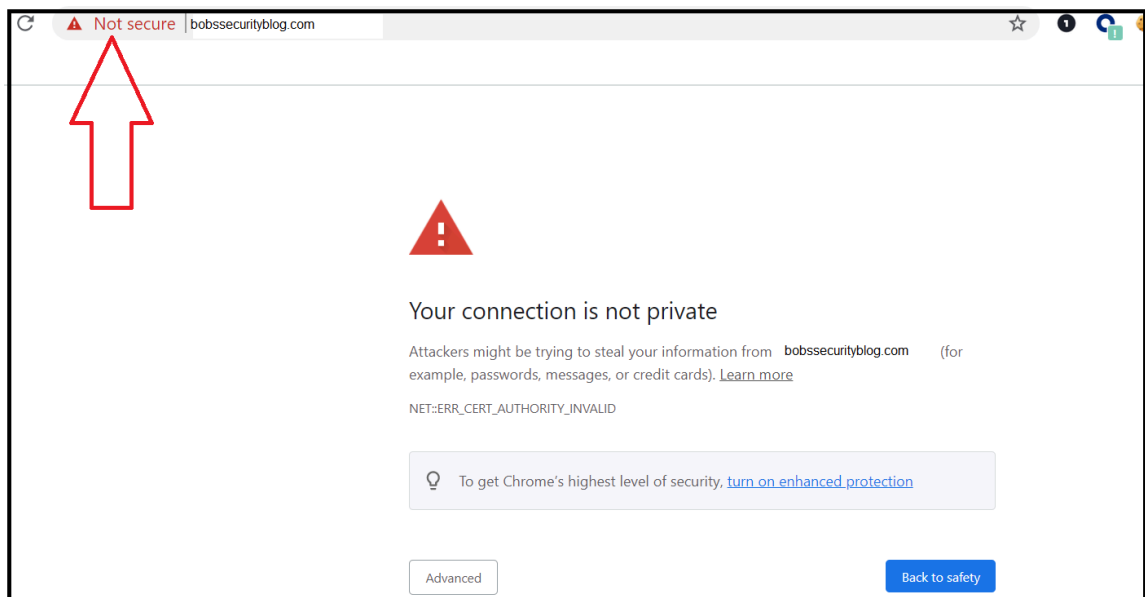 Not secure bobssecurityblog.com
Your connection is not private
Attackers might be trying to steal your information from bobssecurityblog.com (for
example, passwords, messages, or credit cards). Learn more
NET::ERR_CERT_AUTHORITY_INVALID
To get Chrome's highest level of security, turn on enhanced protection
Advanced Back to safety